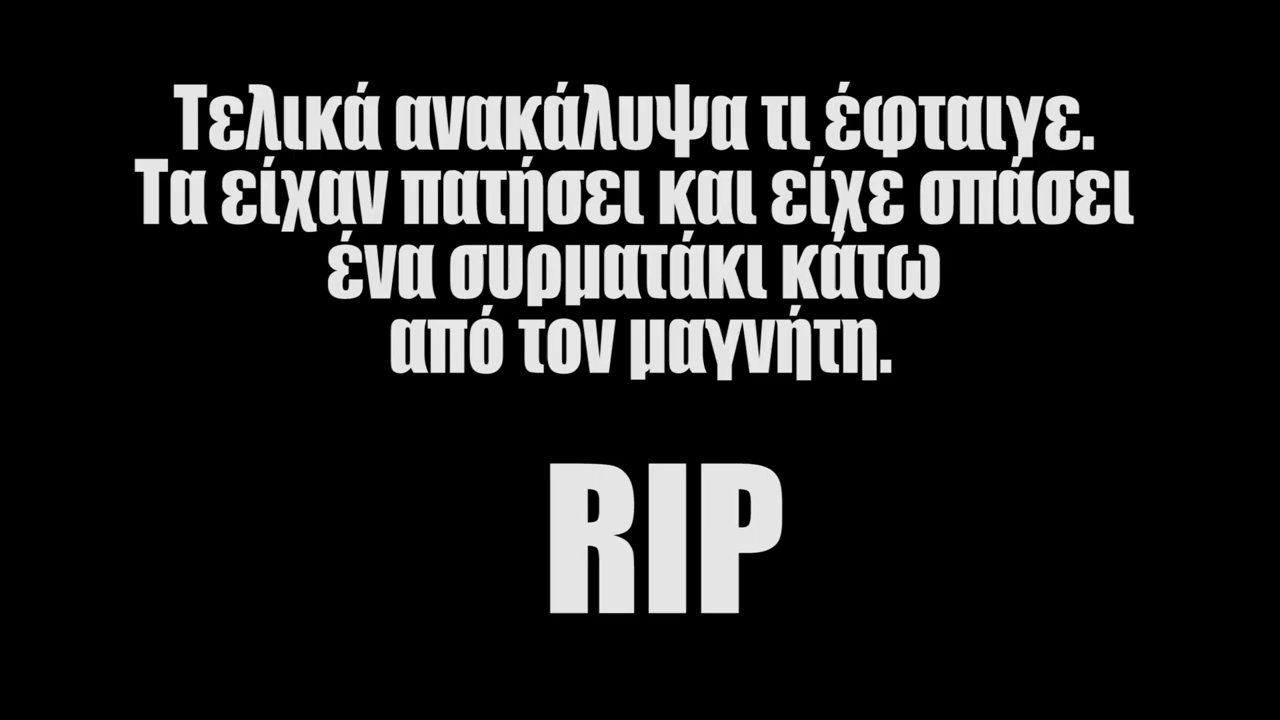 Τελικά ανακάλυψα τι έφταιγε.
Τα είχαν πατήσει και είχε σπάσει
ένα συρματάκι κάτω
από τον μαγνήτη.
RIP